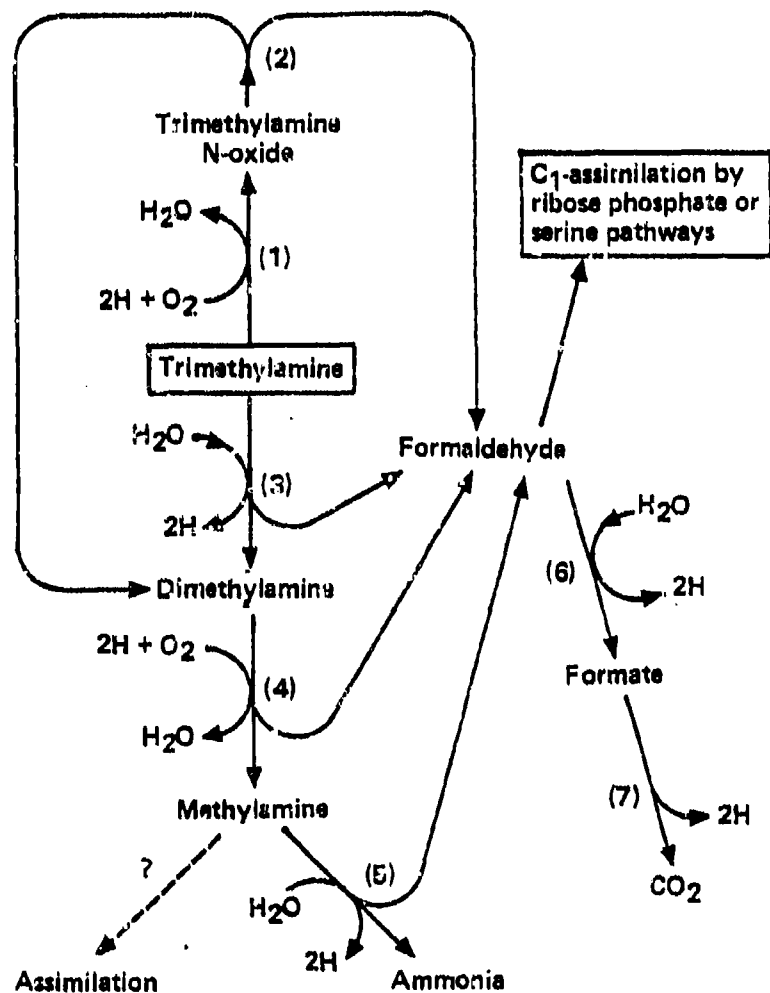 (2)
Trimethylamine
N-oxide
C1-assimilation by
ribose phosphate or
serine pathways
H2O
(1)
2H + O2
Trimethylamine
H2O
Formaldehyde
(3)
2H
H2O
(6)
2H
Dimethylamine
2H + O2
(4)
Formate
H2O
(7)
2H
Methylamine
?
(5)
H2O
CO2
2H
Assimilation
Ammonia